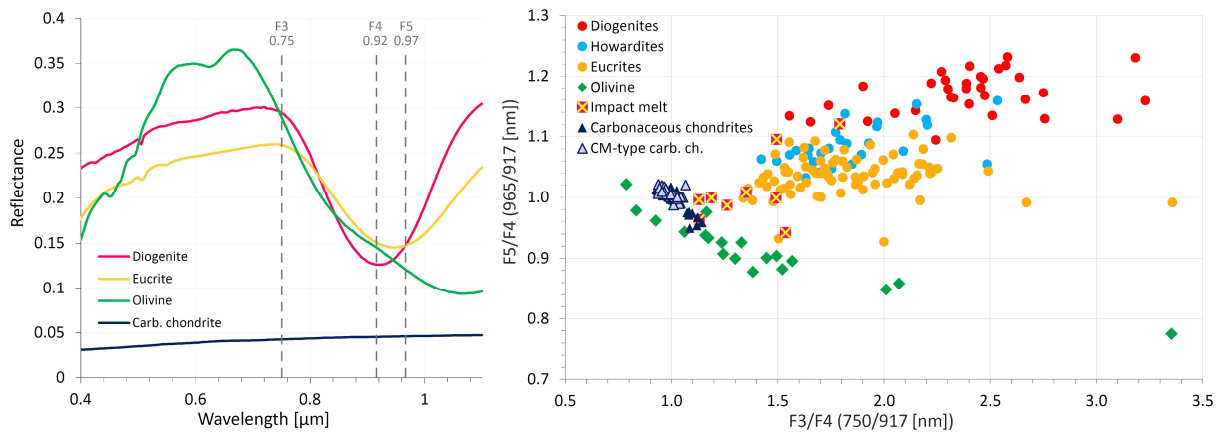 0.4
0.35
0.3
0.25
0.2
0.15
0.1
0.05
0
Reflectance
F3
0.75
F4
0.92
F5
0.97
Diogenite
Eucrite
Olivine
Carb. chondrite
0.4
0.6
0.8
1
Wavelength [µm]
1.3
1.2
1.1
1.0
0.9
0.8
0.7
F5/F4 (965/917 [nm])
Diogenites
Howardites
Eucrites
Olivine
Impact melt
Carbonaceous chondrites
CM-type carb. ch.
0.5
1.0
1.5
2.0
2.5
3.0
3.5
F3/F4 (750/917 [nm])